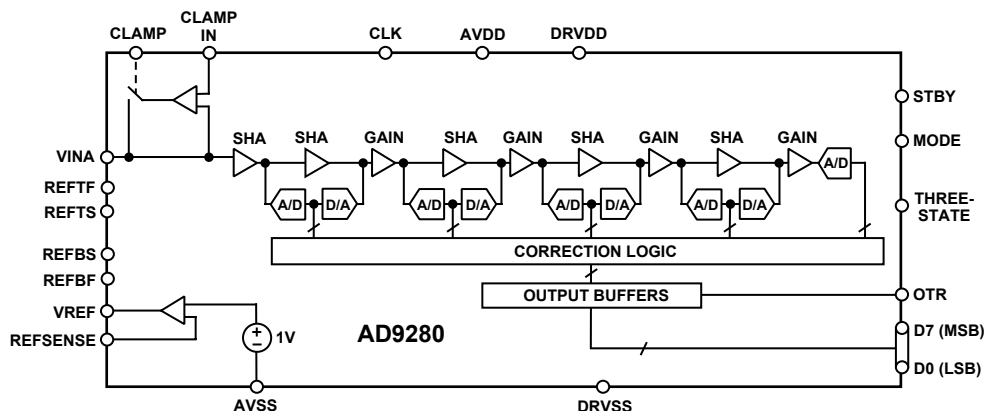 CLAMP
CLAMP
IN
CLK
AVDD
DRVDD
STBY
MODE
THREE-
STATE
OTR
D7 (MSB)
D0 (LSB)
VINA
REFTF
REFTS
REFBS
REFBF
VREF
REFSENSE
SHA
SHA
GAIN
SHA
GAIN
SHA
GAIN
SHA
GAIN
A/D
A/D
D/A
A/D
D/A
A/D
D/A
A/D
D/A
CORRECTION LOGIC
OUTPUT BUFFERS
+
–
1V
AD9280
AVSS
DRVSS